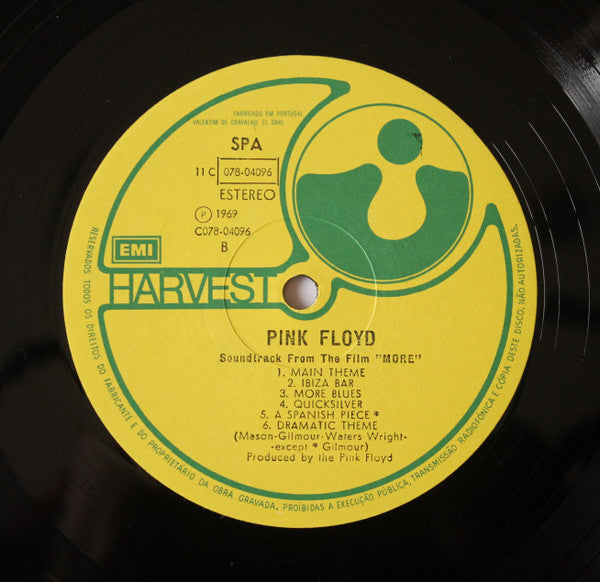 FABRICADO EM PORTUGAL
VALENTIM DE CARVALHO, CI, SARL
SPA
11 C 078-04096
ESTEREO
Ⓟ 1969
C078-04096
B
EMI
HARVEST
PINK FLOYD
Soundtrack From The Film "MORE"
1. MAIN THEME
2. IBIZA BAR
3. MORE BLUES
4. QUICKSILVER
5. A SPANISH PIECE *
6. DRAMATIC THEME
(Mason-Gilmour-Waters-Wright-
-except * Gilmour)
Produced by the Pink Floyd
RESERVADOS TODOS OS DIREITOS DO FABRICANTE E DO PROPRIETÁRIO DA OBRA GRAVADA, PROIBIDAS A EXECUÇÃO PÚBLICA, TRANSMISSÃO RADIOFÓNICA E CÓPIA DESTE DISCO, NÃO AUTORIZADAS.